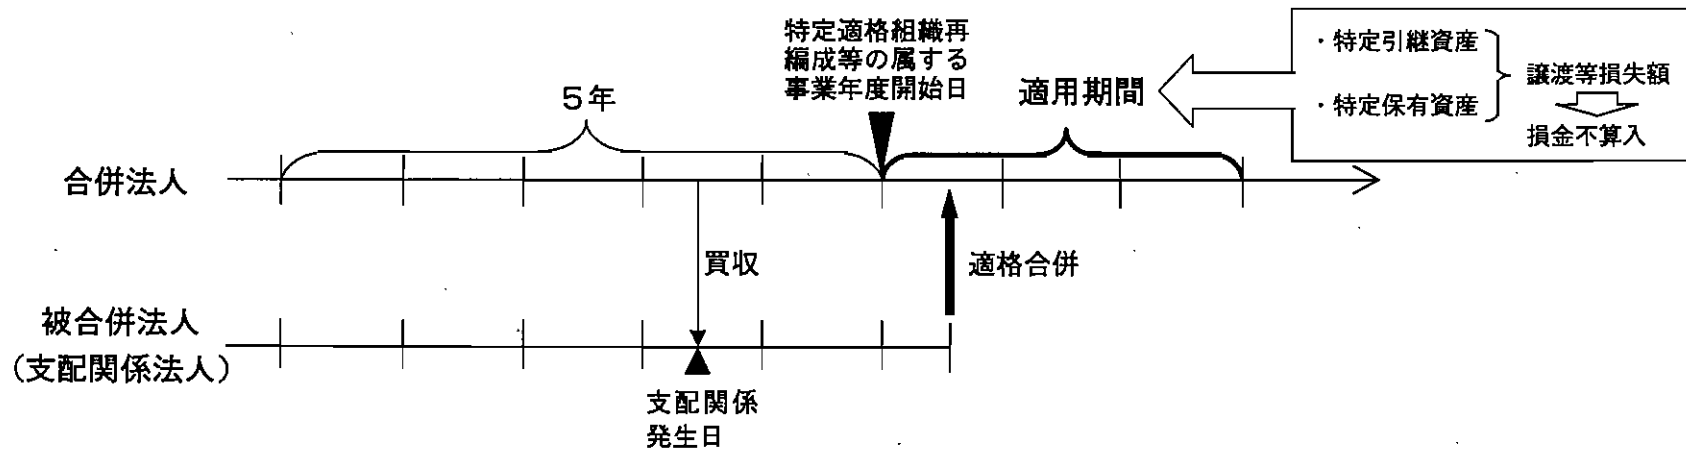 特定適格組織再
編成等の属する
事業年度開始日
5年
適用期間
・特定引継資産
・特定保有資産
譲渡等損失額
損金不算入
合併法人
買収
適格合併
被合併法人
(支配関係法人)
支配関係
発生日